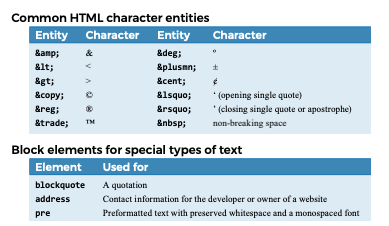 Common HTML character entities
Entity Character Entity Character
&amp; & &deg; °
&lt; < &plusmn; ±
&gt; > &cent; ¢
&copy; © &lsquo; ‘ (opening single quote)
&reg; ® &rsquo; ’ (closing single quote or apostrophe)
&trade; ™ &nbsp; non-breaking space
Block elements for special types of text
Element Used for
blockquote A quotation
address Contact information for the developer or owner of a website
pre Preformatted text with preserved whitespace and a monospaced font